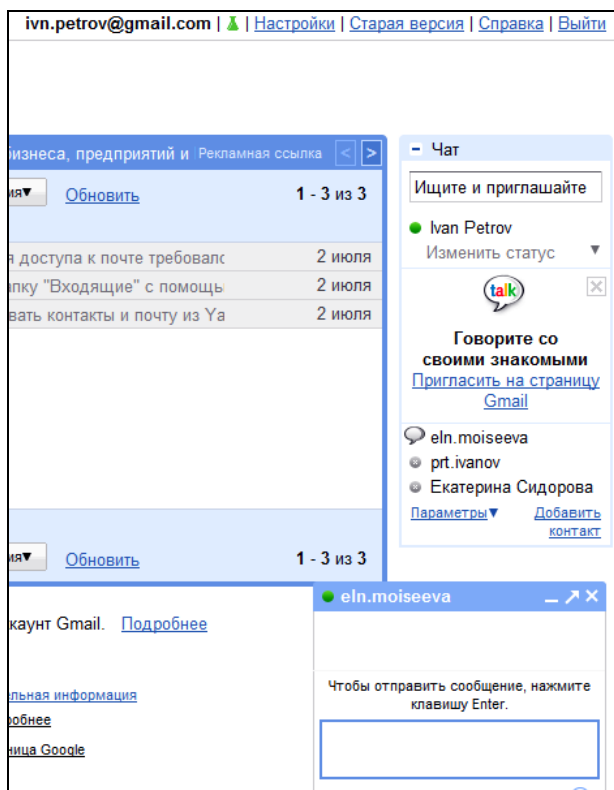 ivn.petrov@gmail.com | | Настройки | Старая версия | Справка | Выйти
бизнеса, предприятий и Рекламная ссылка < >
Обновить 1 - 3 из 3
доступа к почте требовалс 2 июля
"Входящие" с помощь 2 июля
вать контакты и почту из Ya 2 июля
Обновить 1 - 3 из 3
Чат
Ищите и приглашайте
Ivan Petrov
Изменить статус
talk
Говорите со
своими знакомыми
Пригласить на страницу
Gmail
eln.moiseeva
prt.ivanov
Екатерина Сидорова
Параметры▼ Добавить
контакт
eln.moiseeva
Чтобы отправить сообщение, нажмите
клавишу Enter.
каунт Gmail. Подробнее
ельная информация
робнее
ница Google